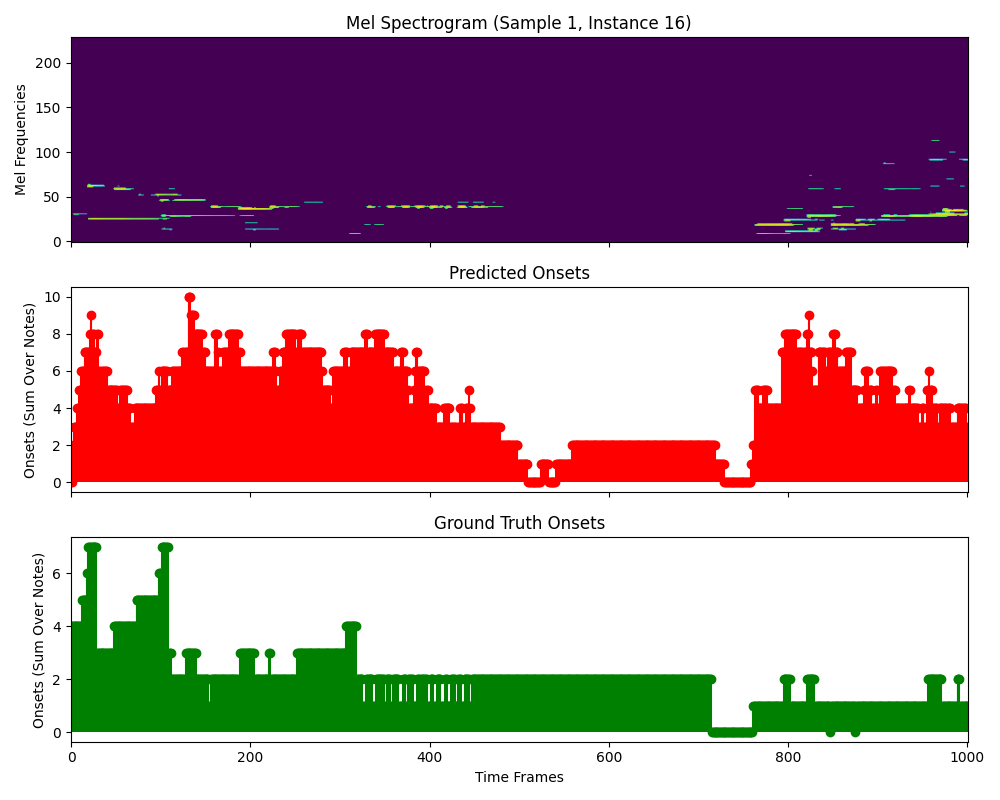 Mel Spectrogram (Sample 1, Instance 16)
Mel Frequencies
200
150
100
50
0
Predicted Onsets
Onsets (Sum Over Notes)
10
8
6
4
2
0
Ground Truth Onsets
Onsets (Sum Over Notes)
6
4
2
0
0 200 400 600 800 1000
Time Frames